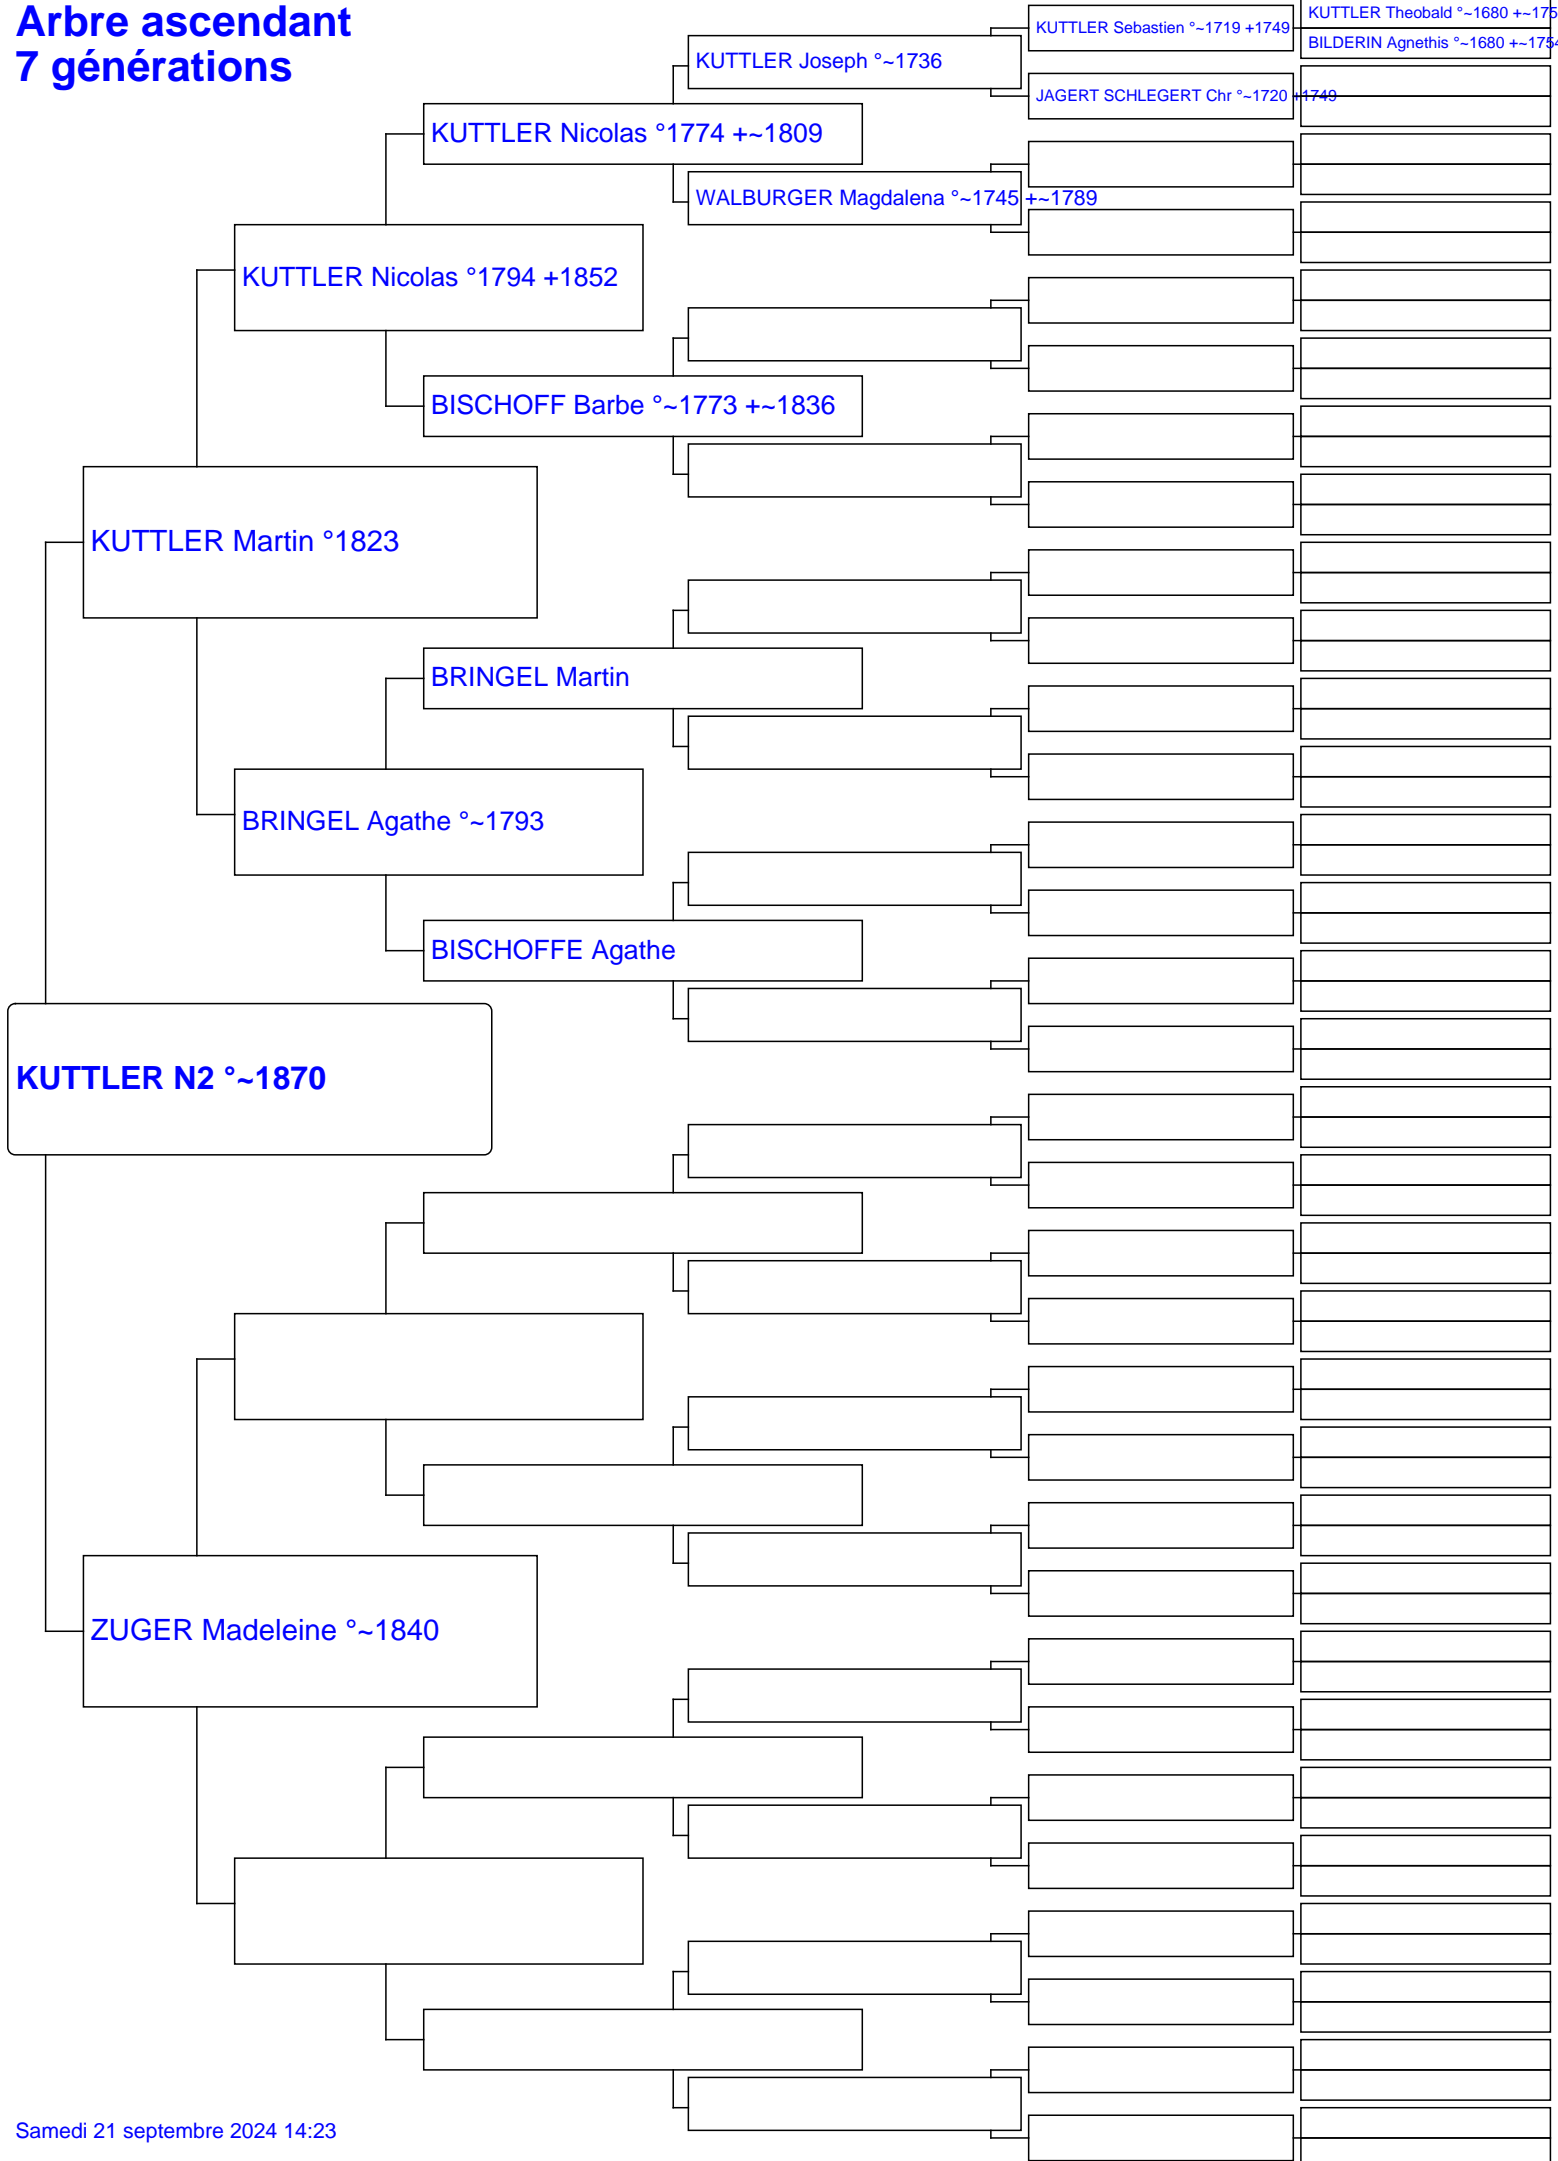 Arbre ascendant
7 générations
KUTTLER Sebastien °~1719 +1749
KUTTLER Theobald °~1680 +~175
BILDERIN Agnethis °~1680 +~1754
KUTTLER Joseph °~1736
JAGERT SCHLEGERT Chr °~1720 +1749
KUTTLER Nicolas °1774 +~1809
WALBURGER Magdalena °~1745 +~1789
KUTTLER Nicolas °1794 +1852
BISCHOFF Barbe °~1773 +~1836
KUTTLER Martin °1823
BRINGEL Martin
BRINGEL Agathe °~1793
BISCHOFFE Agathe
KUTTLER N2 °~1870
ZUGER Madeleine °~1840
Samedi 21 septembre 2024 14:23